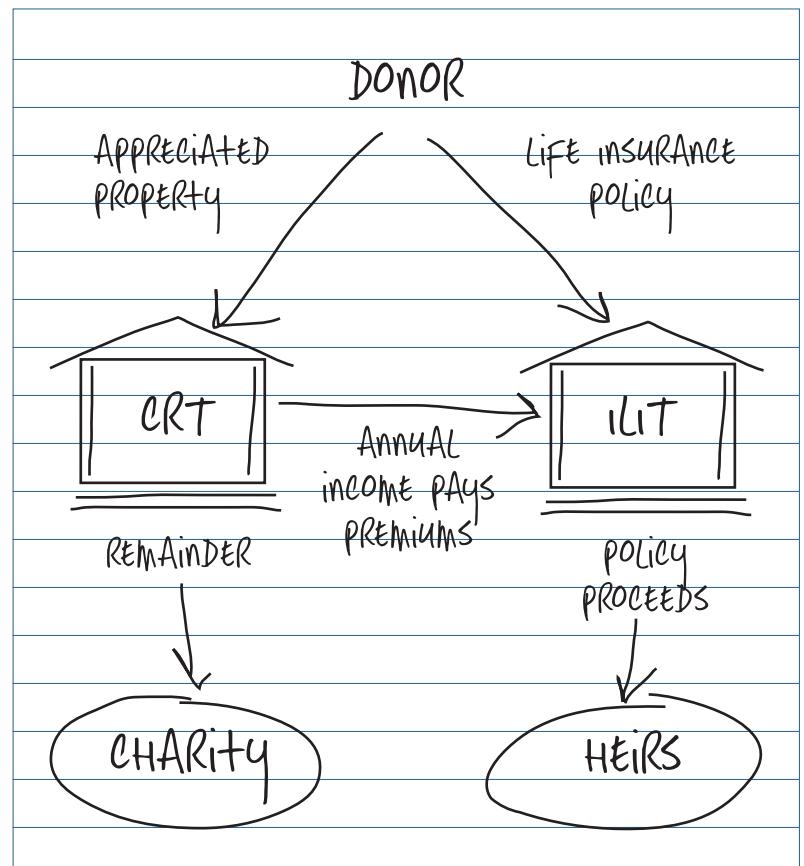 DONOR
APPRECIATED
PROPERTY
LIFE INSURANCE
POLICY
CRT
ILIT
ANNUAL
INCOME PAYS
PREMIUMS
REMAINDER
POLICY
PROCEEDS
CHARITY
HEIRS